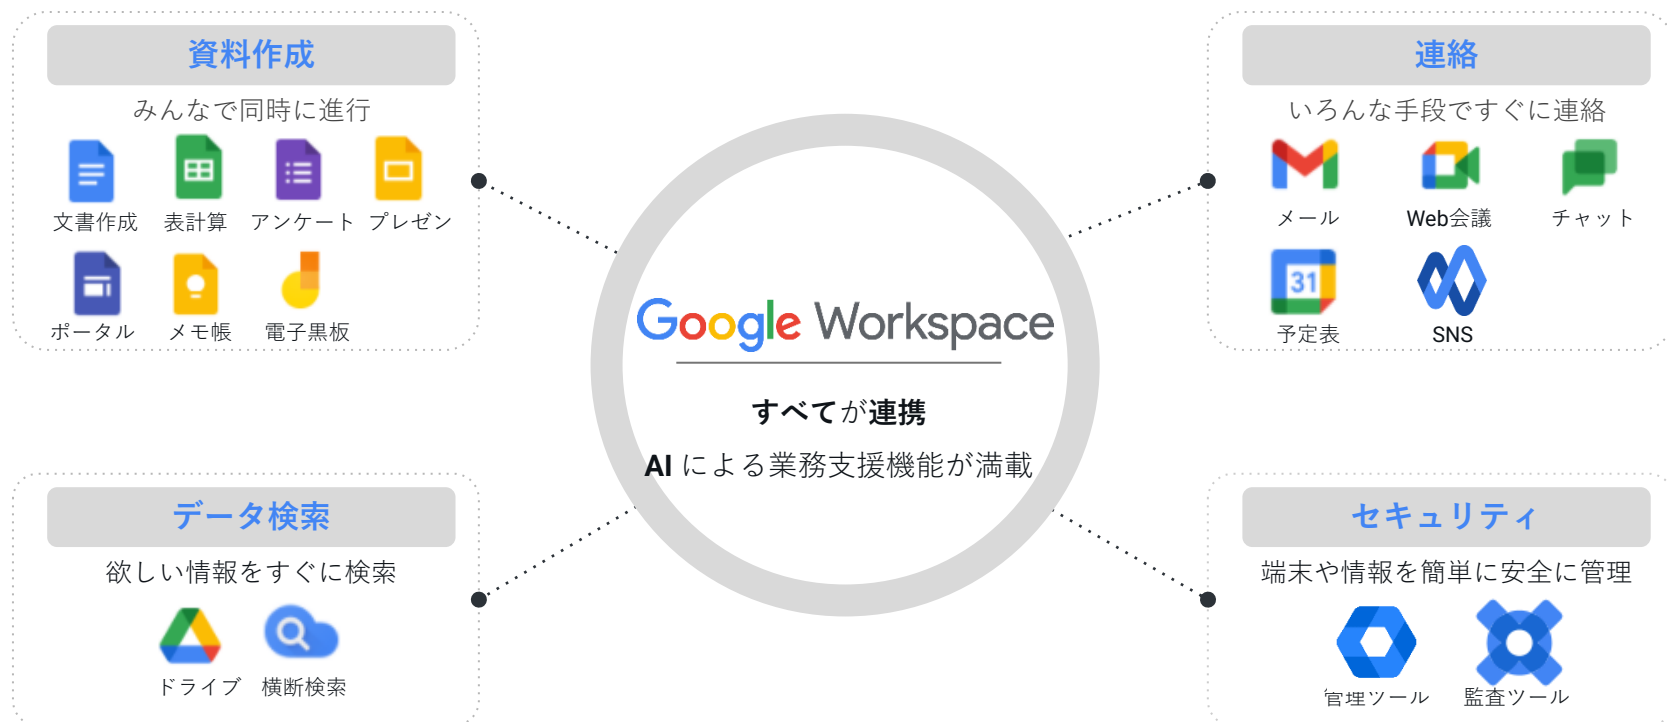 資料作成
みんなで同時に進行
文書作成 表計算 アンケート プレゼン
ポータル メモ帳 電子黒板
連絡
いろんな手段ですぐに連絡
メール Web会議 チャット
31
予定表 SNS
Google Workspace
すべてが連携
AI による業務支援機能が満載
データ検索
欲しい情報をすぐに検索
ドライブ 横断検索
セキュリティ
端末や情報を簡単に安全に管理
管理ツール 監査ツール